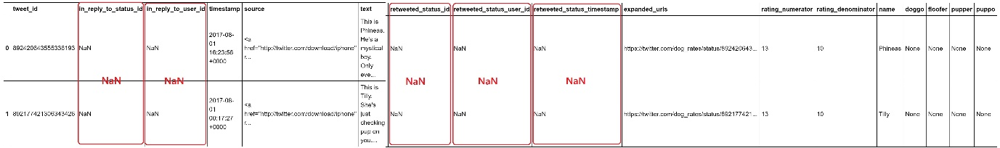 tweet_id in_reply_to_status_id in_reply_to_user_id timestamp source text retweeted_status_id retweeted_status_user_id retweeted_status_timestamp expanded_urls rating_numerator rating_denominator name doggo floofer pupper puppo
0 892420643555336193 NaN NaN
2017-08-
01
16:23:56
+0000
<a
href="http://twitter.com/download/iphone"
r...
This is
Phineas.
He's a
mystical
boy.
Only
eve...
NaN NaN NaN https://twitter.com/dog_rates/status/892420643... 13 10 Phineas None None None None
NaN NaN NaN NaN NaN
1 892177421306343426 NaN NaN
2017-08-
01
00:17:27
+0000
<a
href="http://twitter.com/download/iphone"
r...
This is
Tilly.
She's
just
checking
pup on
you....
NaN NaN NaN https://twitter.com/dog_rates/status/892177421... 13 10 Tilly None None None None